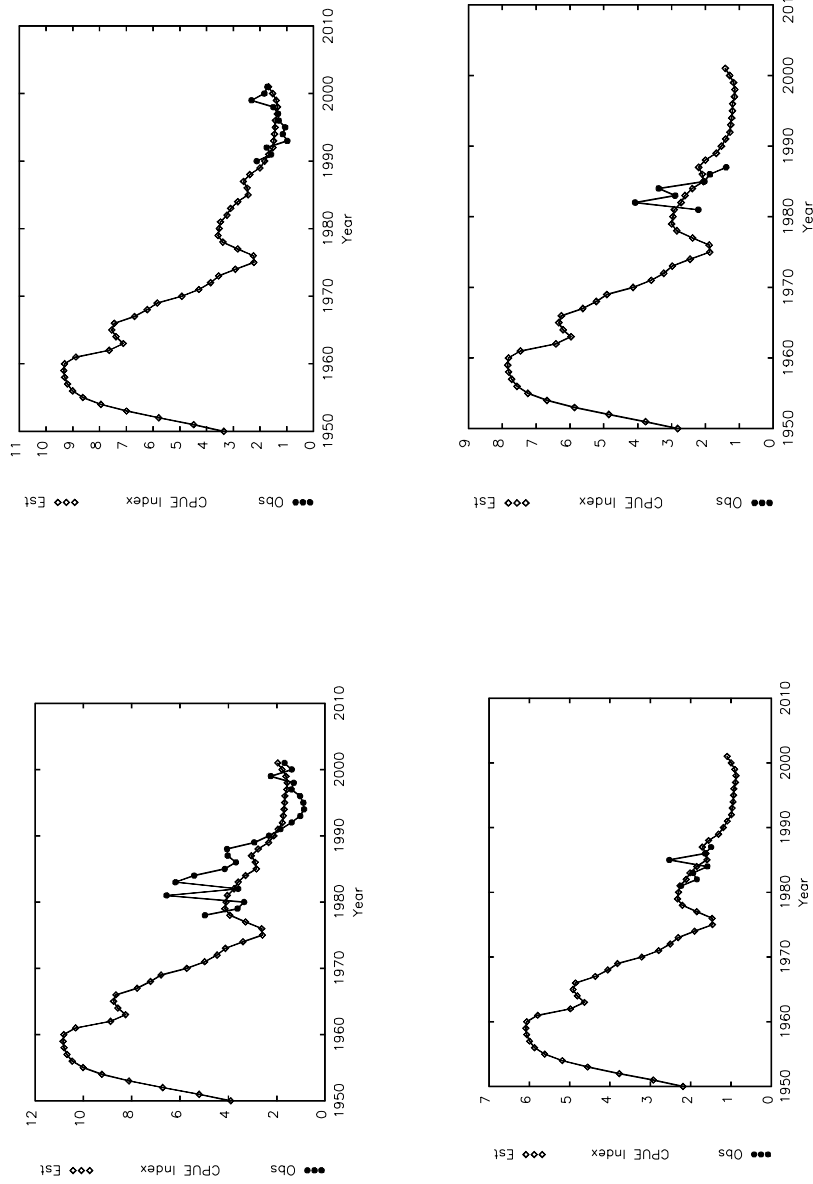 11 10 9 8 7 6 5 4 3 2 1 0
1950 1960 1970 1980 1990 2000 2010
Year
CPUE Index
Obs
Est
9 8 7 6 5 4 3 2 1 0
1950 1960 1970 1980 1990 2000 201
Year
CPUE Index
Obs
Est
12 10 8 6 4 2 0
1950 1960 1970 1980 1990 2000 2010
Year
CPUE Index
Obs
Est
7 6 5 4 3 2 1 0
1950 1960 1970 1980 1990 2000 2010
Year
CPUE Index
Obs
Est